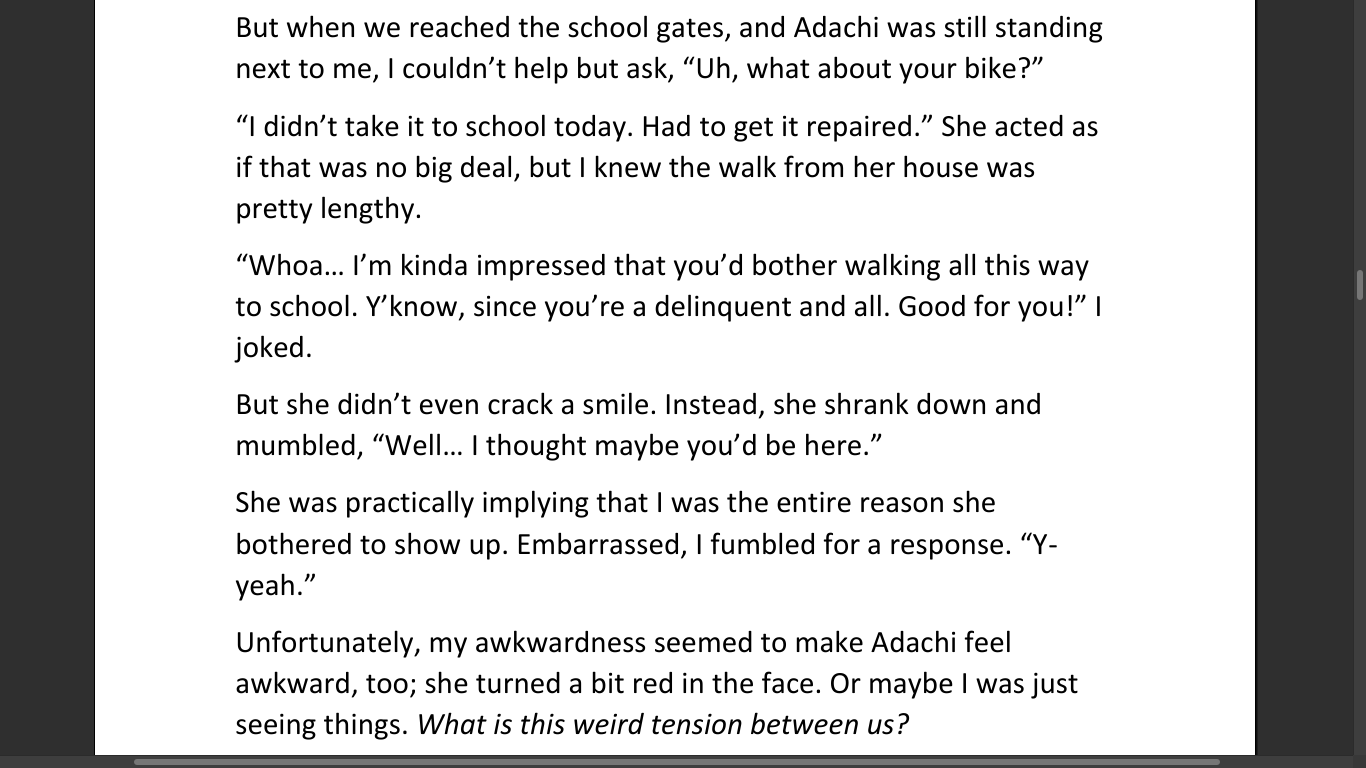 But when we reached the school gates, and Adachi was still standing
next to me, I couldn’t help but ask, “Uh, what about your bike?”
“I didn’t take it to school today. Had to get it repaired.” She acted as
if that was no big deal, but I knew the walk from her house was
pretty lengthy.
“Whoa… I’m kinda impressed that you’d bother walking all this way
to school. Y’know, since you’re a delinquent and all. Good for you!” I
joked.
But she didn’t even crack a smile. Instead, she shrank down and
mumbled, “Well… I thought maybe you’d be here.”
She was practically implying that I was the entire reason she
bothered to show up. Embarrassed, I fumbled for a response. “Y-
yeah.”
Unfortunately, my awkwardness seemed to make Adachi feel
awkward, too; she turned a bit red in the face. Or maybe I was just
seeing things. What is this weird tension between us?